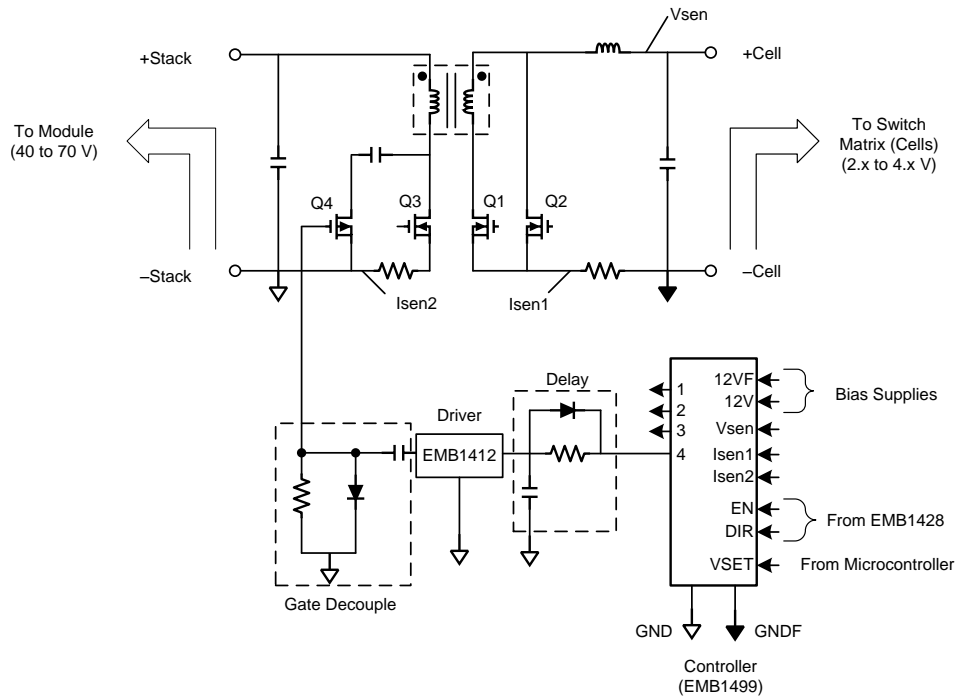 Vsen
+Stack
+Cell
To Module
(40 to 70 V)
To Switch
Matrix (Cells)
(2.x to 4.x V)
Q4
Q3
Q1
Q2
–Stack
–Cell
Isen2
Isen1
Delay
Driver
EMB1412
1
2
3
4
12VF
12V
Vsen
Isen1
Isen2
EN
DIR
VSET
Bias Supplies
From EMB1428
From Microcontroller
Gate Decouple
GND
GNDF
Controller
(EMB1499)